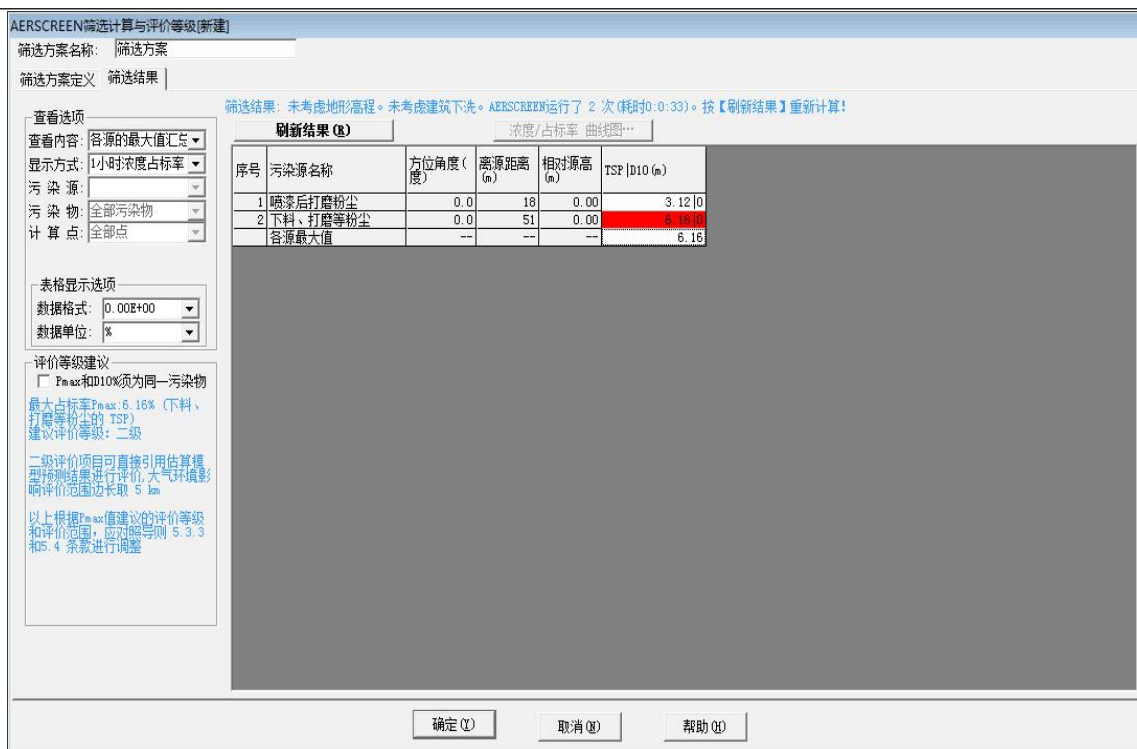 AERSCREEN筛选计算与评价等级[新建]
筛选方案名称: 筛选方案
筛选方案定义 筛选结果
查看选项
查看内容: 各源的最大值汇总
显示方式: 1小时浓度占标率
污 染 源:
污 染 物: 全部污染物
计 算 点: 全部点
表格显示选项
数据格式: 0.00E+00
数据单位: %
评价等级建议
Pmax和D10%须为同一污染物
最大占标率Pmax:6.16% (下料、
打磨等粉尘的 TSP)
建议评价等级: 二级
二级评价项目可直接引用估算模
型预测结果进行评价,大气环境影
响评价范围边长取 5 km
以上根据Pmax值建议的评价等级
和评价范围,应对照导则 5.3.3
和5.4 条款进行调整
筛选结果: 未考虑地形高程。未考虑建筑下洗。AERSCREEN运行了 2 次(耗时0:0:33)。按【刷新结果】重新计算!
刷新结果(R) 浓度/占标率 曲线图…
序号 污染源名称 方位角度(度) 离源距离(m) 相对源高(m) TSP|D10(m)
1 喷漆后打磨粉尘 0.0 18 0.00 3.12|0
2 下料、打磨等粉尘 0.0 51 0.00 6.16|0
各源最大值 -- -- -- 6.16
确定(Y) 取消(N) 帮助(H)